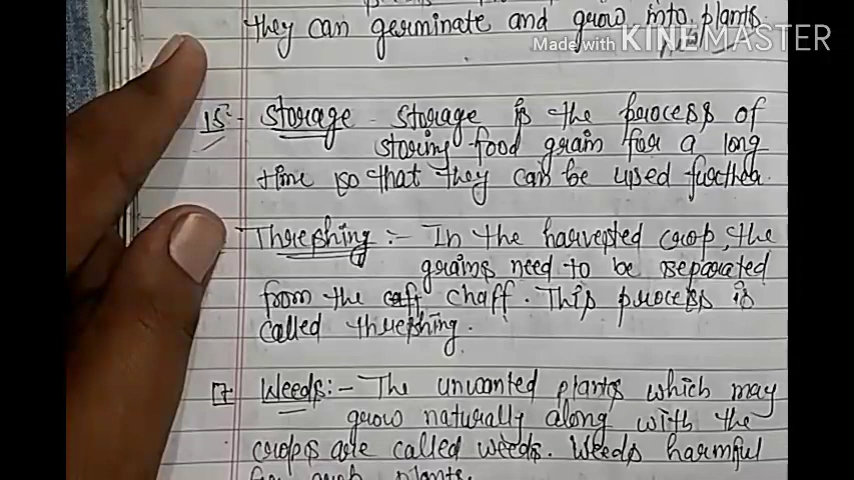 they can germinate and grow into plants.
new
Made with KINEMASTER
15 - Storage - Storage is the process of
storing food grain for a long
time so that they can be used further.
Threshing :- In the harvested crop, the
grains need to be separated
from the chaff. This process is
called threshing.
17 Weeds :- The unwanted plants which may
grow naturally along with the
crops are called weeds. Weeds harmful
plants.